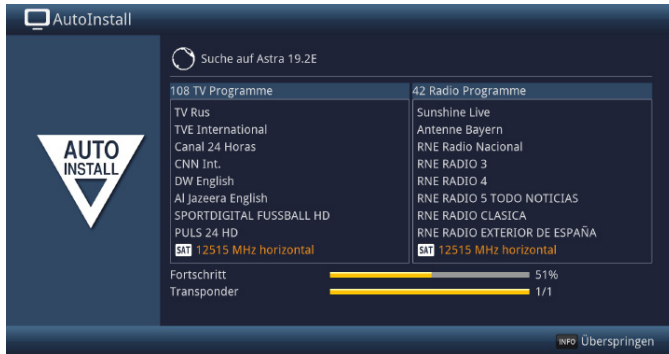 AutoInstall
Suche auf Astra 19.2E
108 TV Programme
TV Rus
TVE International
Canal 24 Horas
CNN Int.
DW English
Al Jazeera English
SPORTDIGITAL FUSSBALL HD
PULS 24 HD
SAT 12515 MHz horizontal
42 Radio Programme
Sunshine Live
Antenne Bayern
RNE Radio Nacional
RNE RADIO 3
RNE RADIO 4
RNE RADIO 5 TODO NOTICIAS
RNE RADIO CLASICA
RNE RADIO EXTERIOR DE ESPAÑA
SAT 12515 MHz horizontal
AUTO
INSTALL
Fortschritt 51%
Transponder 1/1
INFO Überspringen